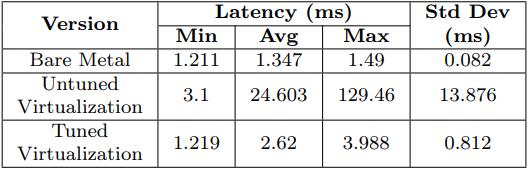 Version Latency (ms) Std Dev (ms)
Min Avg Max
Bare Metal 1.211 1.347 1.49 0.082
Untuned Virtualization 3.1 24.603 129.46 13.876
Tuned Virtualization 1.219 2.62 3.988 0.812